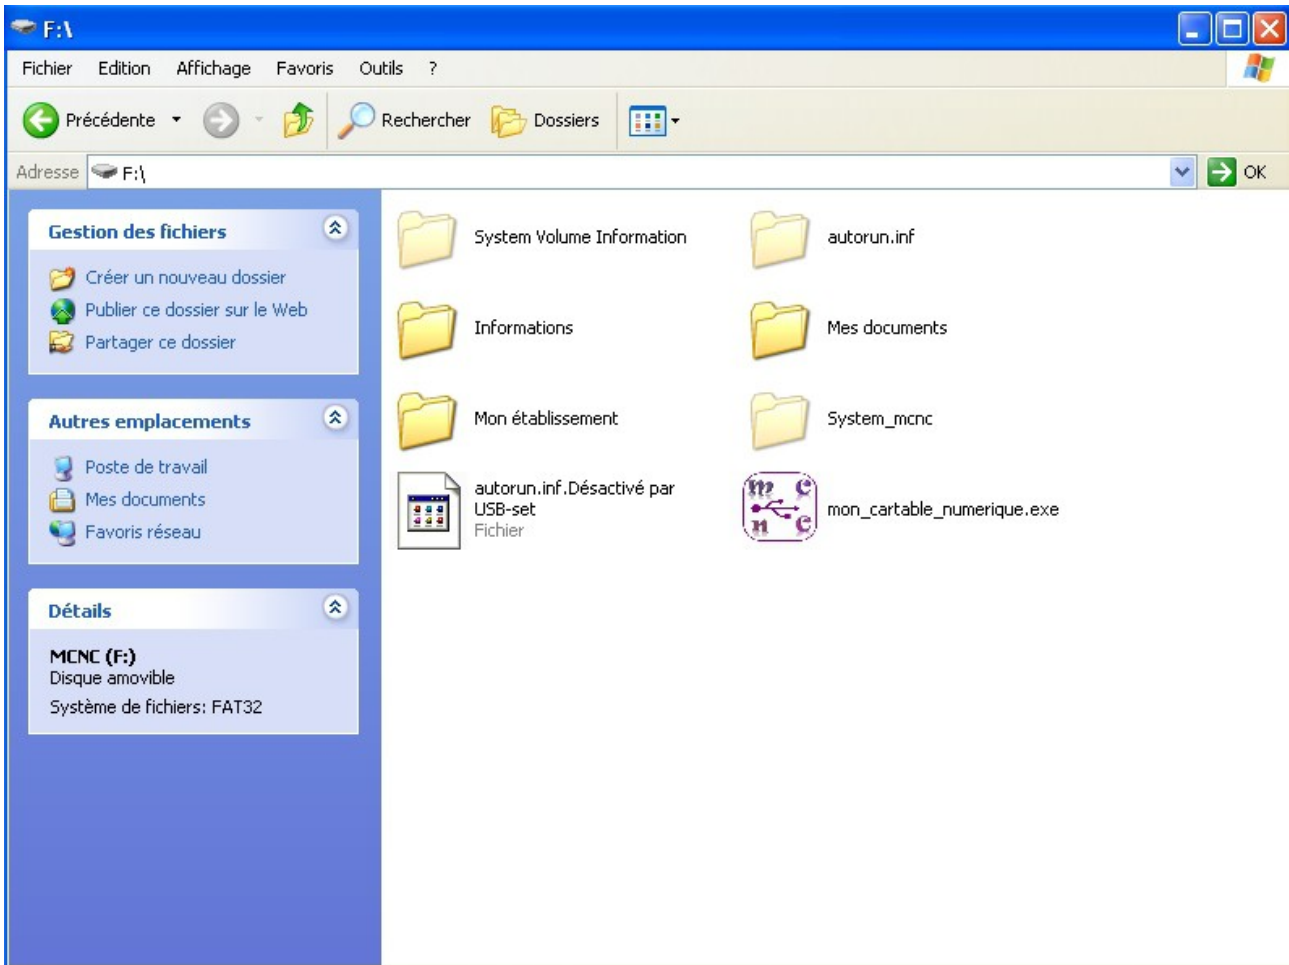 F:\
Fichier Edition Affichage Favoris Outils ?
Précédente Rechercher Dossiers
Adresse F:\ OK
Gestion des fichiers
Créer un nouveau dossier
Publier ce dossier sur le Web
Partager ce dossier
Autres emplacements
Poste de travail
Mes documents
Favoris réseau
Détails
MCNC (F:)
Disque amovible
Système de fichiers: FAT32
System Volume Information
autorun.inf
Informations
Mes documents
Mon établissement
System_mcnc
autorun.inf.Désactivé par
USB-set
Fichier
m c
n c
mon_cartable_numerique.exe